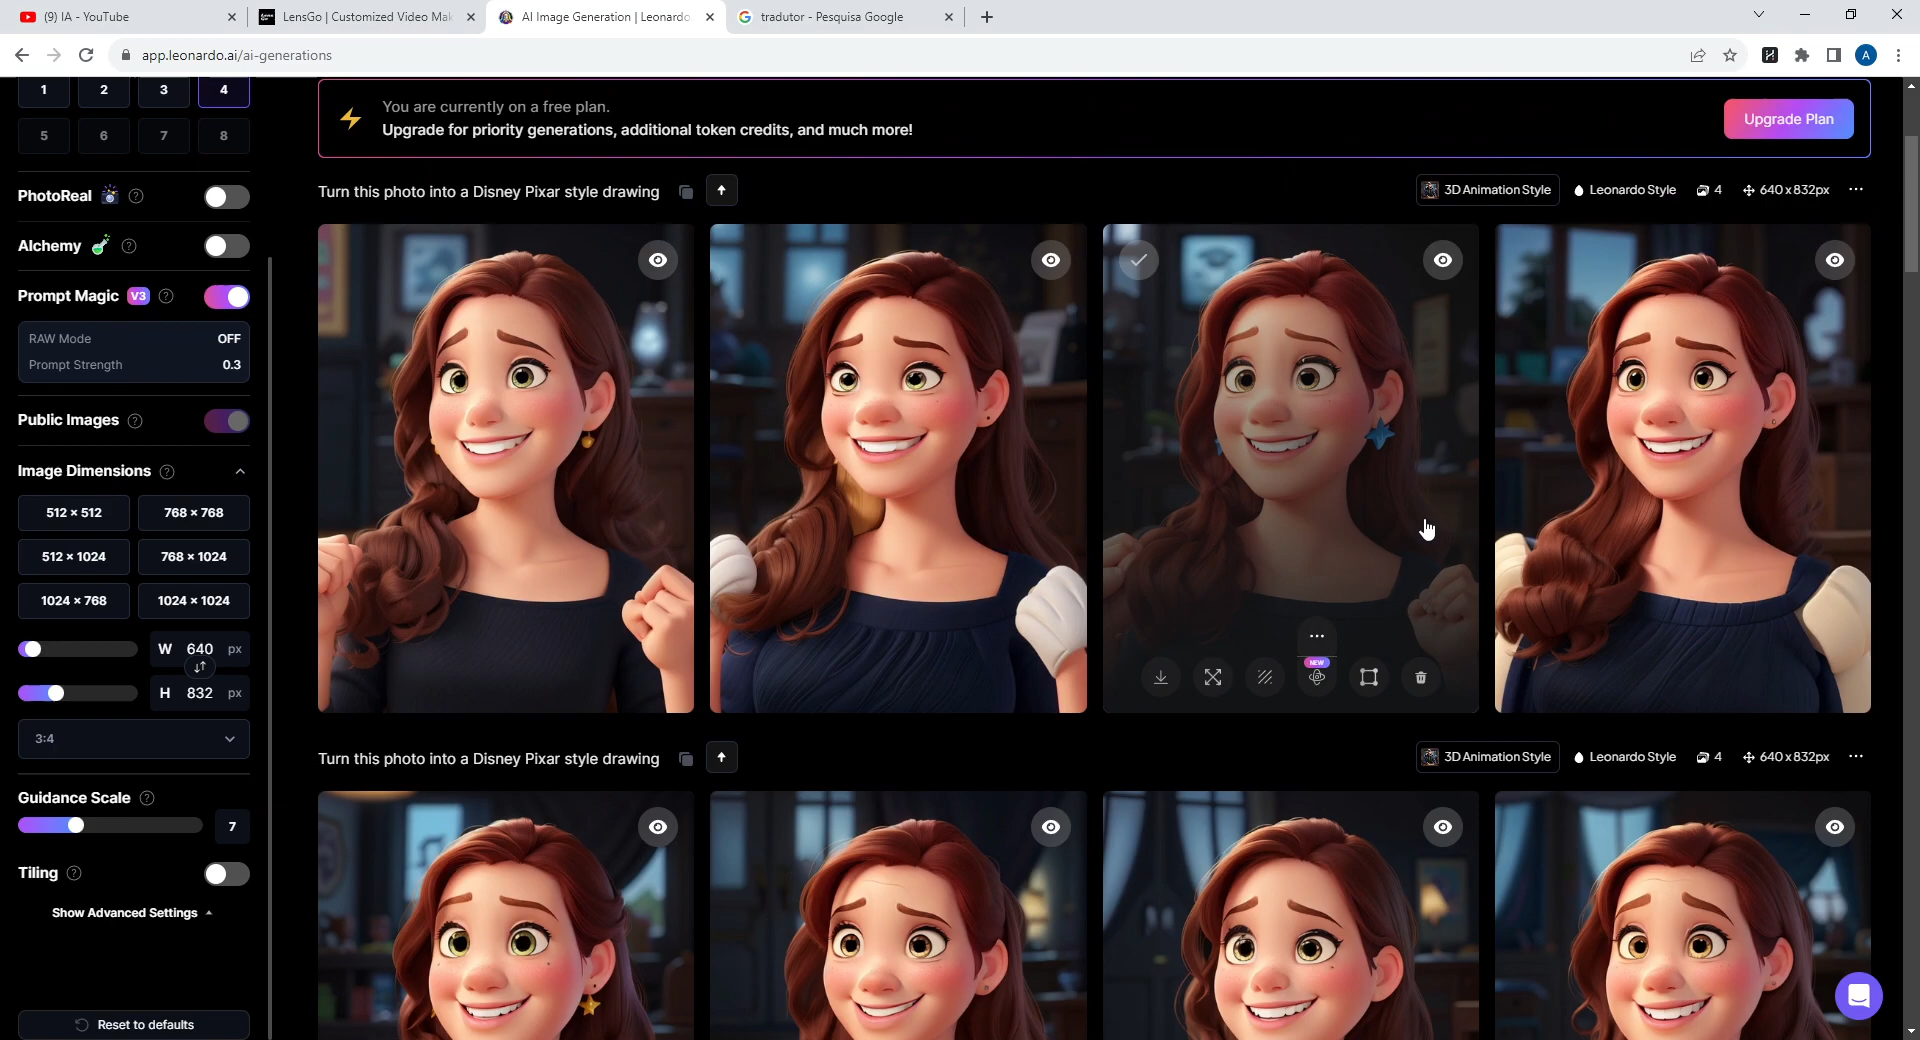 (9) IA - YouTube
LensGo | Customized Video Mak
AI Image Generation | Leonardo
tradutor - Pesquisa Google
app.leonardo.ai/ai-generations
A
1 2 3 4
5 6 7 8
PhotoReal
Alchemy
Prompt Magic V3
RAW Mode OFF
Prompt Strength 0.3
Public Images
Image Dimensions
512 × 512 768 × 768
512 × 1024 768 × 1024
1024 × 768 1024 × 1024
W 640 px
H 832 px
3:4
Guidance Scale
7
Tiling
Show Advanced Settings
Reset to defaults
You are currently on a free plan.
Upgrade for priority generations, additional token credits, and much more!
Upgrade Plan
Turn this photo into a Disney Pixar style drawing
3D Animation Style Leonardo Style 4 640 x 832px
NEW
Turn this photo into a Disney Pixar style drawing
3D Animation Style Leonardo Style 4 640 x 832px